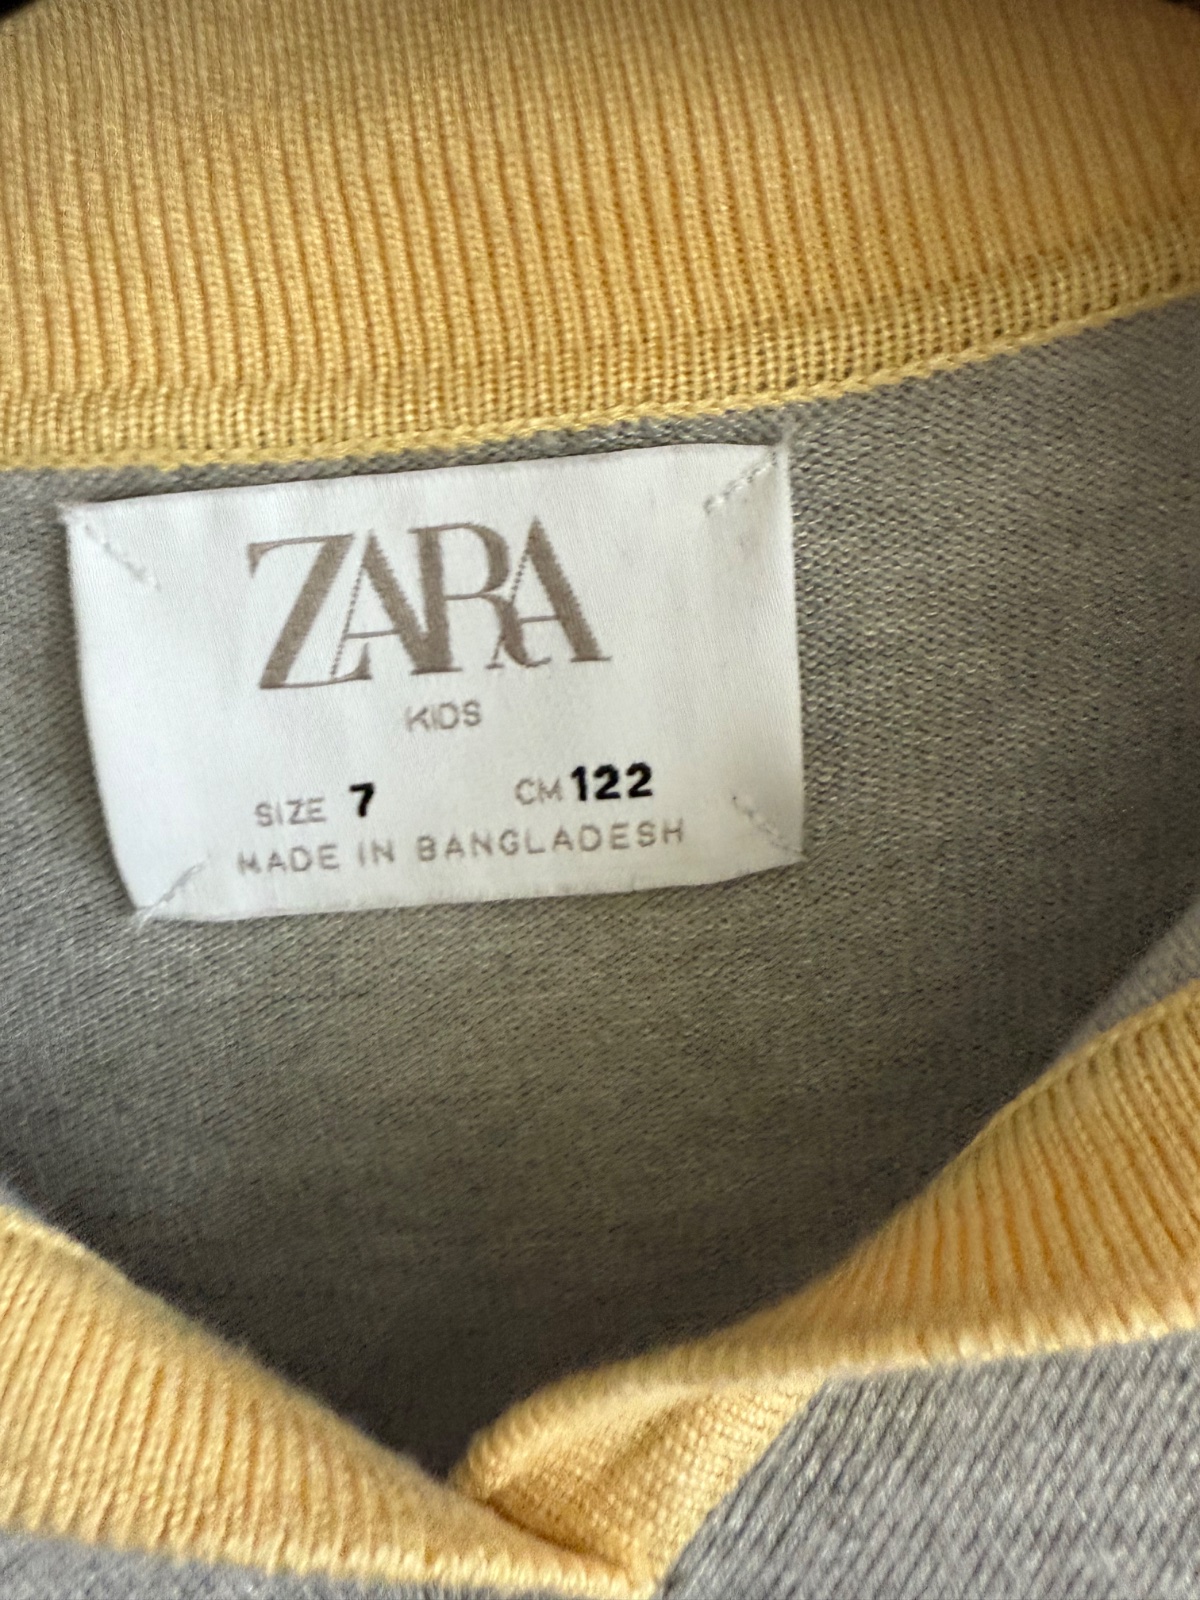 ZARA
KIDS
SIZE 7 CM 122
MADE IN BANGLADESH